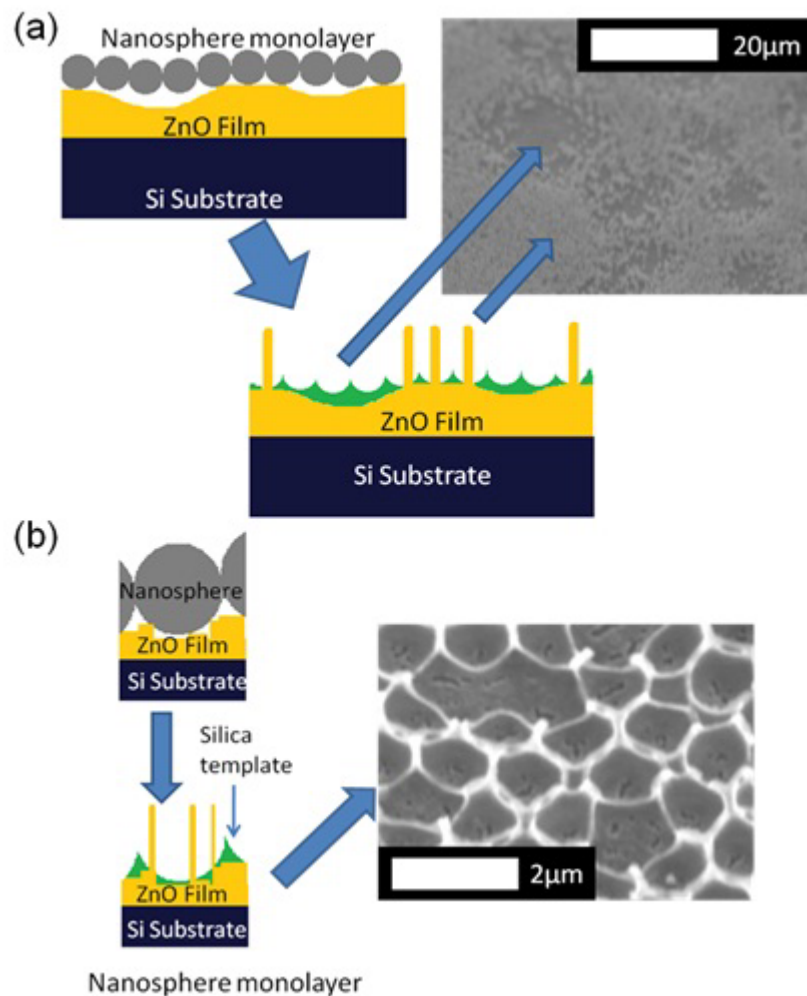 (a)
Nanosphere monolayer
ZnO Film
Si Substrate
20µm
ZnO Film
Si Substrate
(b)
Nanosphere
ZnO Film
Si Substrate
Silica
template
ZnO Film
Si Substrate
2µm
Nanosphere monolayer